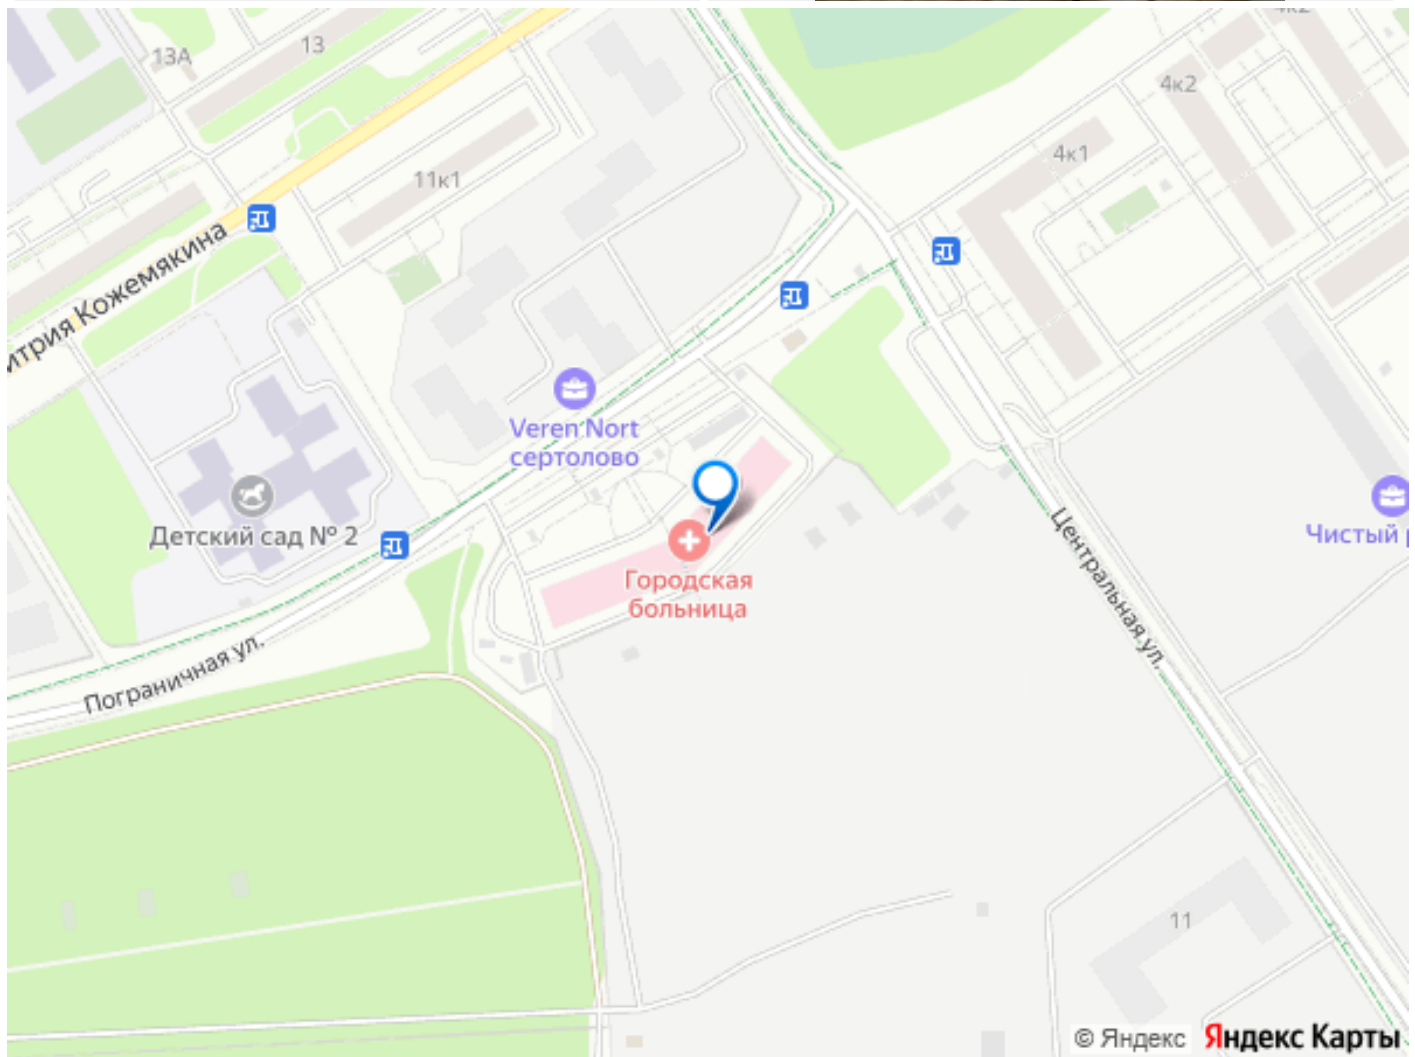 4к2
13
13А
4к2
4к1
11к1
итрия Кожемякина
Veren Nort
сертолово
Детский сад № 2
Чистый
Городская
больница
Центральная ул.
Пограничная ул.
11
© Яндекс Яндекс Карты